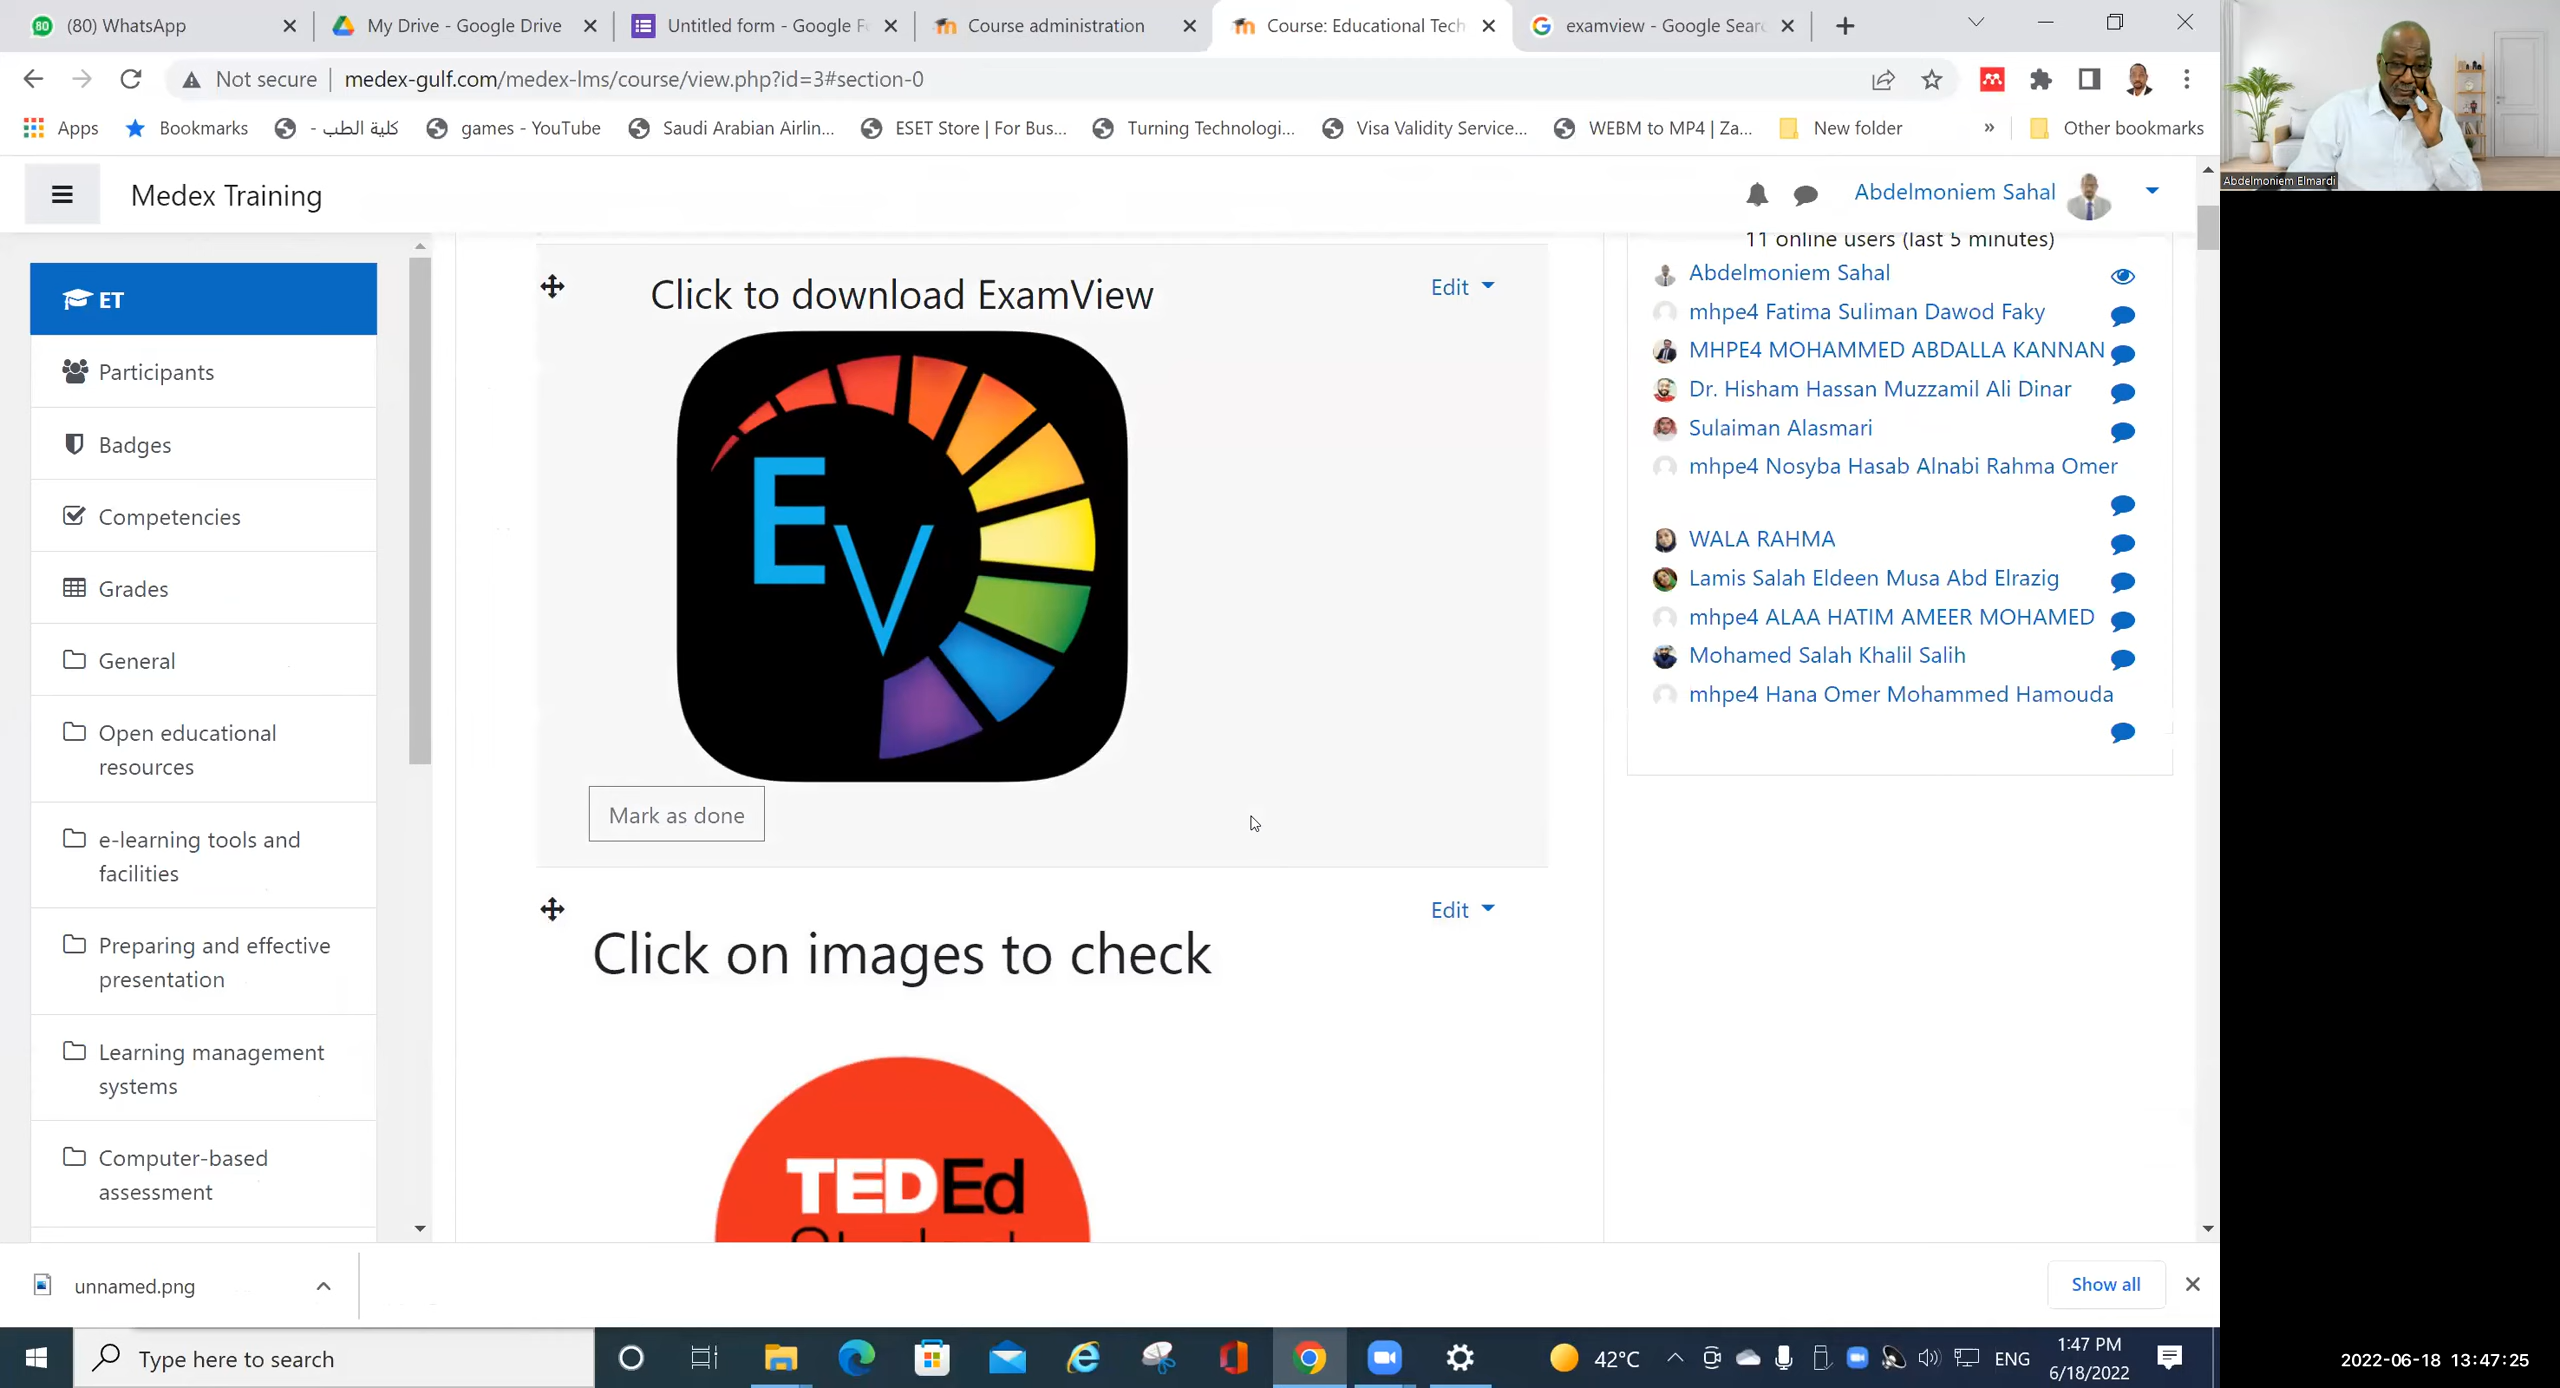 (80) WhatsApp
My Drive - Google Drive
Untitled form - Google F
Course administration
Course: Educational Tech
examview - Google Sear
Not secure
medex-gulf.com/medex-lms/course/view.php?id=3#section-0
Apps
Bookmarks
كلية الطب -
games - YouTube
Saudi Arabian Airlin...
ESET Store | For Bus...
Turning Technologi...
Visa Validity Service...
WEBM to MP4 | Za...
New folder
»
Other bookmarks
Abdelmoniem Elmardi
Medex Training
Abdelmoniem Sahal
ET
Participants
Badges
Competencies
Grades
General
Open educational
resources
e-learning tools and
facilities
Preparing and effective
presentation
Learning management
systems
Computer-based
assessment
Click to download ExamView
Edit
EV
Mark as done
Edit
Click on images to check
TEDEd
11 online users (last 5 minutes)
Abdelmoniem Sahal
mhpe4 Fatima Suliman Dawod Faky
MHPE4 MOHAMMED ABDALLA KANNAN
Dr. Hisham Hassan Muzzamil Ali Dinar
Sulaiman Alasmari
mhpe4 Nosyba Hasab Alnabi Rahma Omer
WALA RAHMA
Lamis Salah Eldeen Musa Abd Elrazig
mhpe4 ALAA HATIM AMEER MOHAMED
Mohamed Salah Khalil Salih
mhpe4 Hana Omer Mohammed Hamouda
unnamed.png
Show all
Type here to search
42°C
ENG
1:47 PM
6/18/2022
2022-06-18 13:47:25